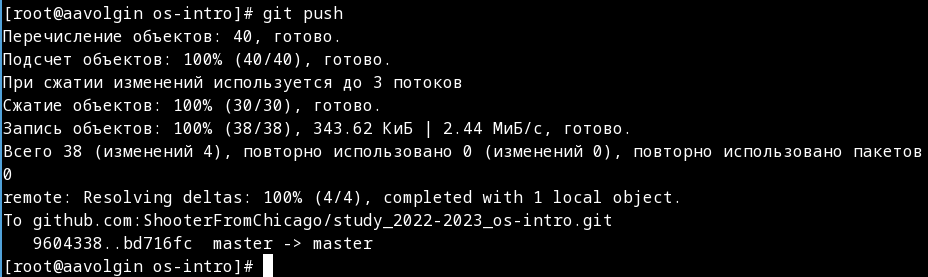 [root@aavolgin os-intro]# git push
Перечисление объектов: 40, готово.
Подсчет объектов: 100% (40/40), готово.
При сжатии изменений используется до 3 потоков
Сжатие объектов: 100% (30/30), готово.
Запись объектов: 100% (38/38), 343.62 КиБ | 2.44 МиБ/с, готово.
Всего 38 (изменений 4), повторно использовано 0 (изменений 0), повторно использовано пакетов
0
remote: Resolving deltas: 100% (4/4), completed with 1 local object.
To github.com:ShooterFromChicago/study_2022-2023_os-intro.git
   9604338..bd716fc  master -> master
[root@aavolgin os-intro]#